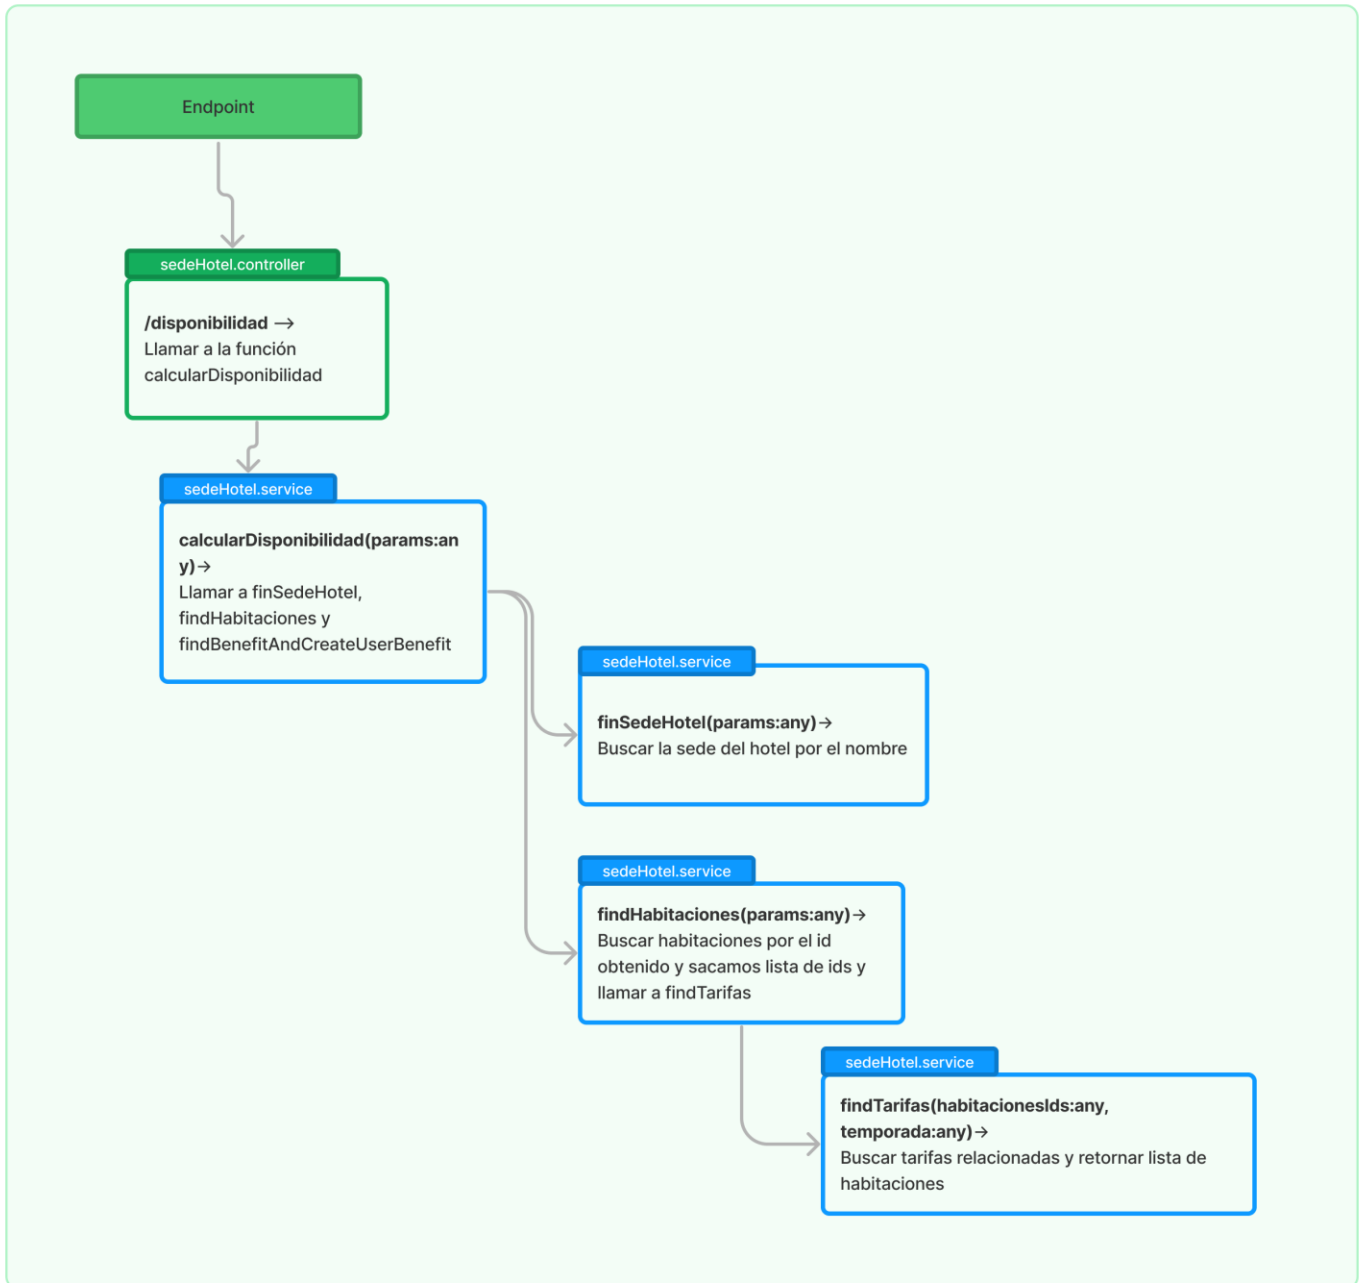 Endpoint
sedeHotel.controller
/disponibilidad →
Llamar a la función
calcularDisponibilidad
sedeHotel.service
calcularDisponibilidad(params:an
y)→
Llamar a finSedeHotel,
findHabitaciones y
findBenefitAndCreateUserBenefit
sedeHotel.service
finSedeHotel(params:any)→
Buscar la sede del hotel por el nombre
sedeHotel.service
findHabitaciones(params:any)→
Buscar habitaciones por el id
obtenido y sacamos lista de ids y
llamar a findTarifas
sedeHotel.service
findTarifas(habitacionesIds:any,
temporada:any)→
Buscar tarifas relacionadas y retornar lista de
habitaciones